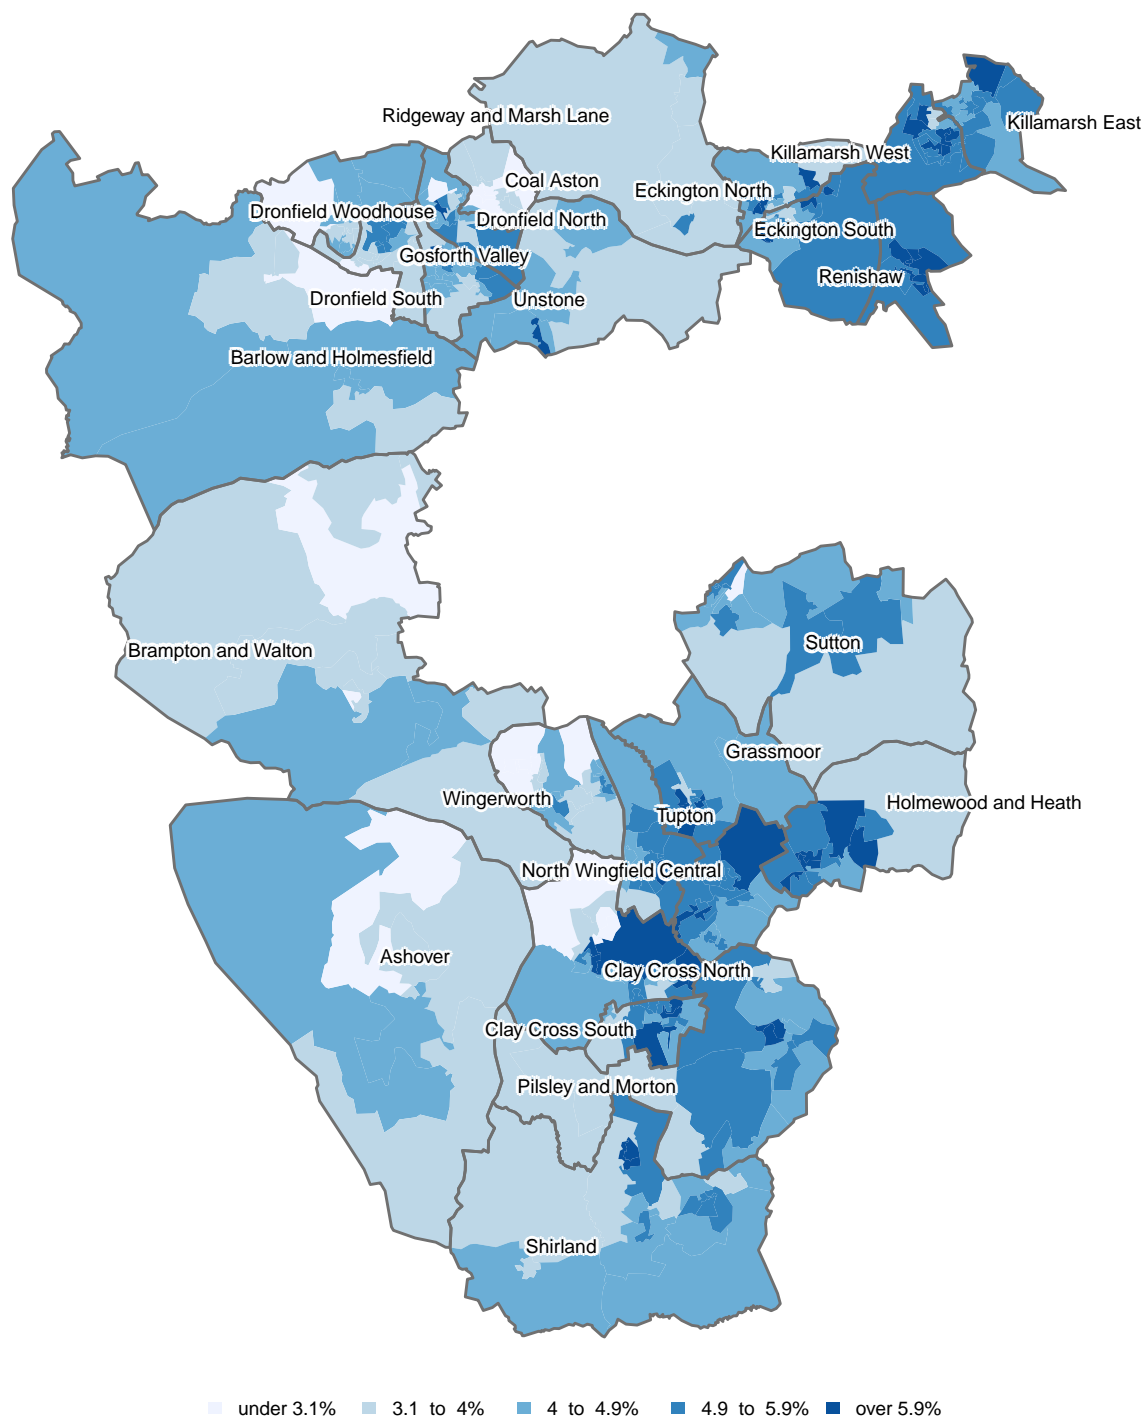 Ridgeway and Marsh Lane
Killamarsh East
Killamarsh West
Coal Aston
Eckington North
Dronfield Woodhouse
Dronfield North
Eckington South
Gosforth Valley
Renishaw
Dronfield South
Unstone
Barlow and Holmesfield
Sutton
Brampton and Walton
Grassmoor
Wingerworth
Holmewood and Heath
Tupton
North Wingfield Central
Ashover
Clay Cross North
Clay Cross South
Pilsley and Morton
Shirland
under 3.1% 3.1 to 4% 4 to 4.9% 4.9 to 5.9% over 5.9%